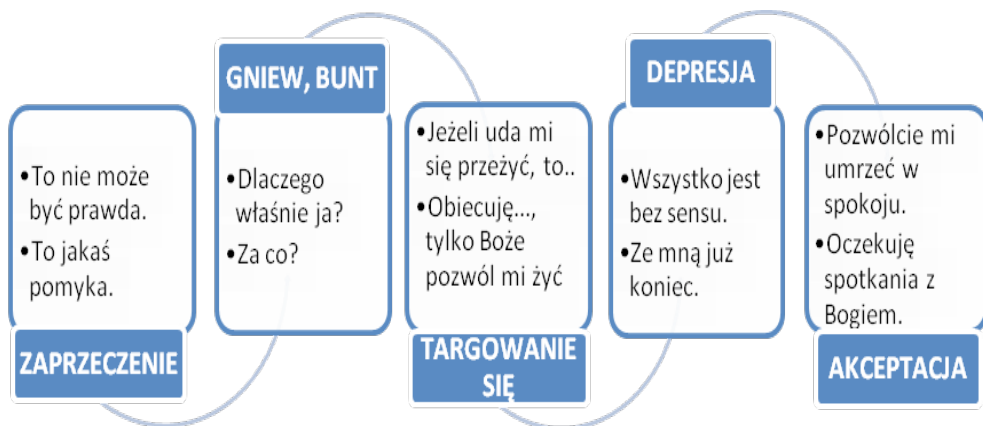 •To nie może
być prawda.
•To jakaś
pomyka.
ZAPRZECZENIE
GNIEW, BUNT
•Dlaczego
właśnie ja?
•Za co?
•Jeżeli uda mi
się przeżyć, to..
•Obiecuję...,
tylko Boże
pozwól mi żyć
TARGOWANIE
SIĘ
DEPRESJA
•Wszystko jest
bez sensu.
•Ze mną już
koniec.
•Pozwólcie mi
umrzeć w
spokoju.
•Oczekuję
spotkania z
Bogiem.
AKCEPTACJA